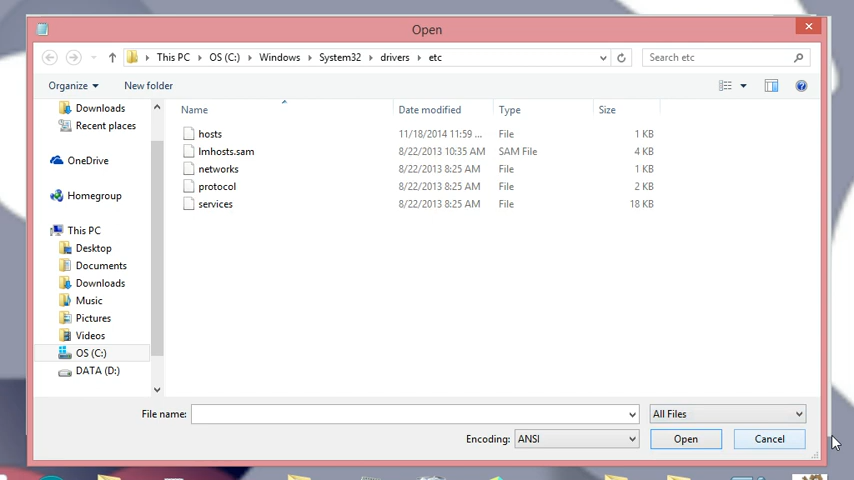 Open
This PC OS (C:) Windows System32 drivers etc Search etc
Organize New folder
Name Date modified Type Size
hosts 11/18/2014 11:59 ... File 1 KB
lmhosts.sam 8/22/2013 10:35 AM SAM File 4 KB
networks 8/22/2013 8:25 AM File 1 KB
protocol 8/22/2013 8:25 AM File 2 KB
services 8/22/2013 8:25 AM File 18 KB
Downloads
Recent places
OneDrive
Homegroup
This PC
Desktop
Documents
Downloads
Music
Pictures
Videos
OS (C:)
DATA (D:)
File name: All Files
Encoding: ANSI Open Cancel